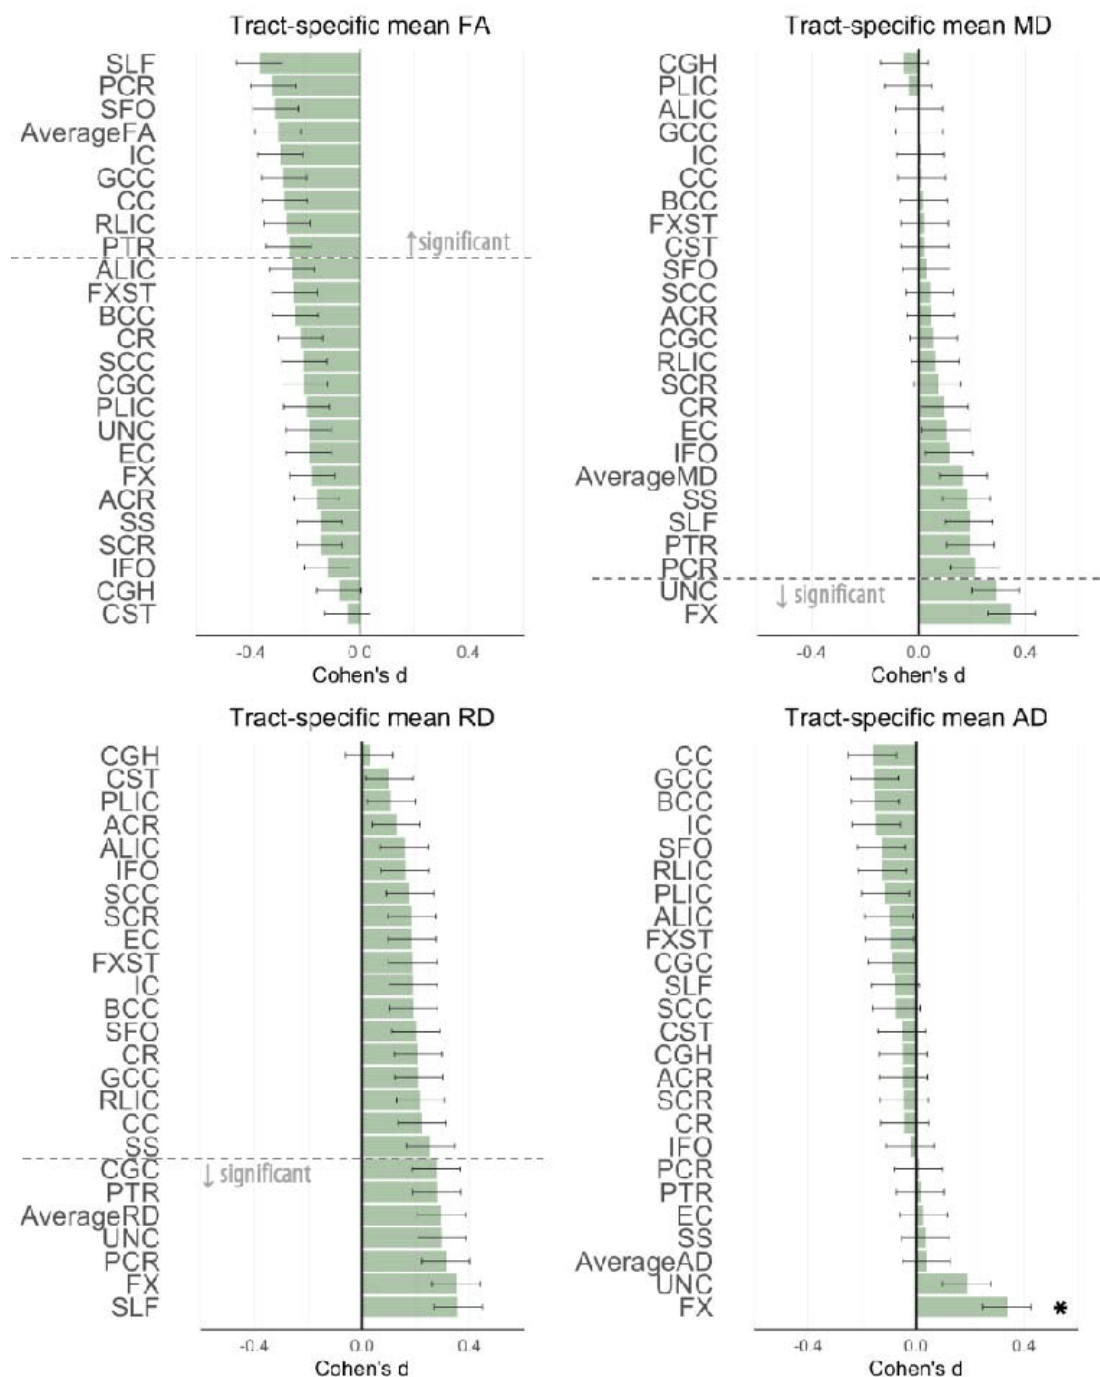 Tract-specific mean FA
SLF
PCR
SFO
AverageFA
IC
GCC
CC
RLIC
PTR
↑significant
ALIC
FXST
BCC
CR
SCC
CGC
PLIC
UNC
EC
FX
ACR
SS
SCR
IFO
CGH
CST
-0.4 0.0 0.4
Cohen's d
Tract-specific mean MD
CGH
PLIC
ALIC
GCC
IC
CC
BCC
FXST
CST
SFO
SCC
ACR
CGC
RLIC
SCR
CR
EC
IFO
AverageMD
SS
SLF
PTR
PCR
UNC
↓ significant
FX
-0.4 0.0 0.4
Cohen's d
Tract-specific mean RD
CGH
CST
PLIC
ACR
ALIC
IFO
SCC
SCR
EC
FXST
IC
BCC
SFO
CR
GCC
RLIC
CC
SS
CGC
↓ significant
PTR
AverageRD
UNC
PCR
FX
SLF
-0.4 0.0 0.4
Cohen's d
Tract-specific mean AD
CC
GCC
BCC
IC
SFO
RLIC
PLIC
ALIC
FXST
CGC
SLF
SCC
CST
CGH
ACR
SCR
CR
IFO
PCR
PTR
EC
SS
AverageAD
UNC
FX *
-0.4 0.0 0.4
Cohen's d